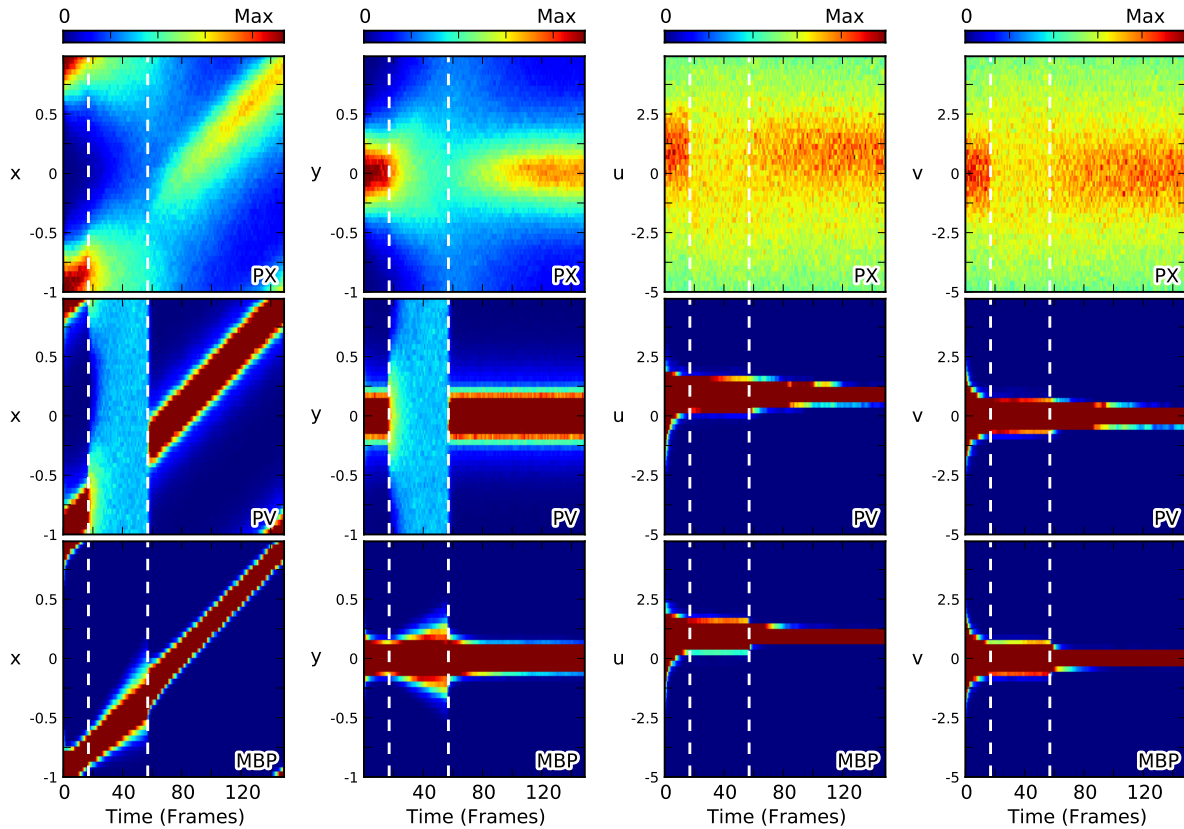 0 Max 0 Max 0 Max 0 Max
x 0.5 0 -0.5 -1 PX
y 0.5 0 -0.5 -1 PX
u 2.5 0 -2.5 -5 PX
v 2.5 0 -2.5 -5 PX
x 0.5 0 -0.5 -1 PV
y 0.5 0 -0.5 -1 PV
u 2.5 0 -2.5 -5 PV
v 2.5 0 -2.5 -5 PV
x 0.5 0 -0.5 -1 MBP
y 0.5 0 -0.5 -1 MBP
u 2.5 0 -2.5 -5 MBP
v 2.5 0 -2.5 -5 MBP
0 40 80 120 0 40 80 120 0 40 80 120 0 40 80 120
Time (Frames) Time (Frames) Time (Frames) Time (Frames)